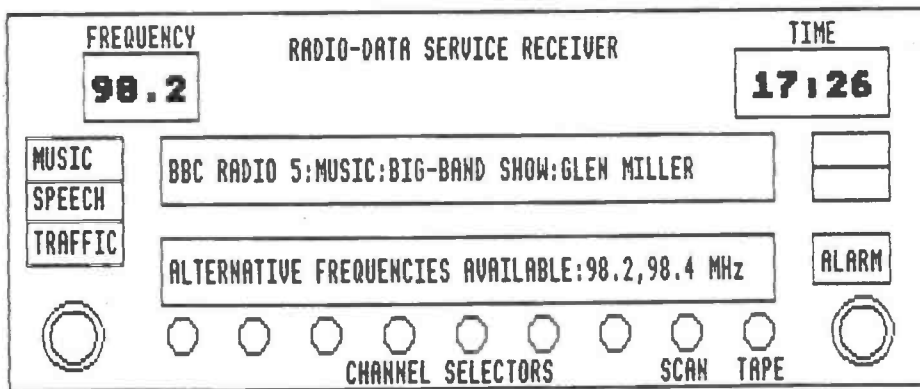 FREQUENCY
RADIO-DATA SERVICE RECEIVER
TIME
98.2
17:26
MUSIC
BBC RADIO 5:MUSIC:BIG-BAND SHOW:GLEN MILLER
SPEECH
TRAFFIC
ALTERNATIVE FREQUENCIES AVAILABLE:98.2,98.4 MHz
ALARM
CHANNEL SELECTORS
SCAN
TAPE